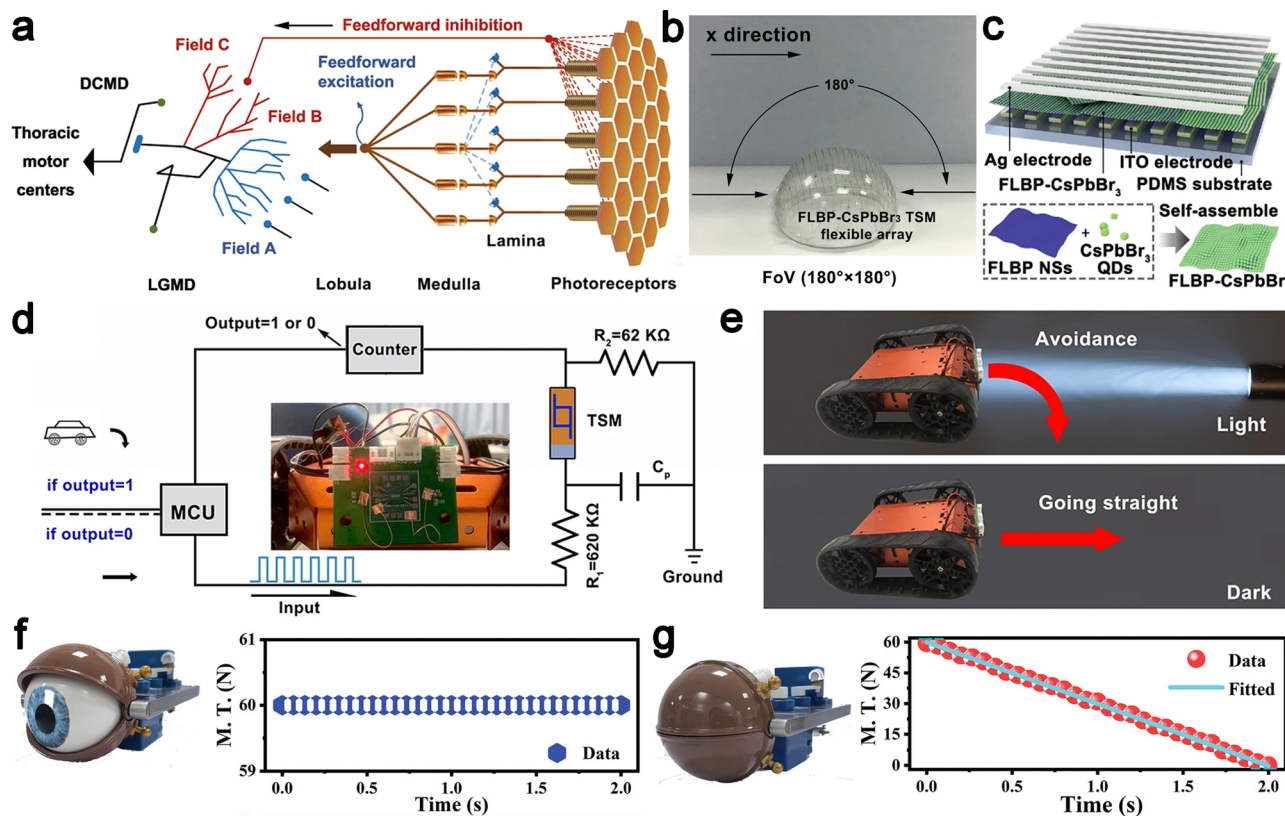 a
Feedforward inihibition
Field C
Feedforward
excitation
DCMD
Field B
Thoracic
motor
centers
Field A
Lamina
LGMD
Lobula
Medulla
Photoreceptors
b
x direction
180°
FLBP-CsPbBr₃ TSM
flexible array
FoV (180°×180°)
c
Ag electrode
ITO electrode
FLBP-CsPbBr₃
PDMS substrate
Self-assemble
+
FLBP NSs
CsPbBr₃
QDs
FLBP-CsPbBr
d
Output=1 or 0
Counter
R₂=62 KΩ
TSM
Cₚ
if output=1
MCU
if output=0
R₁=620 KΩ
Ground
Input
e
Avoidance
Light
Going straight
Dark
f
M. T. (N)
61
60
59
Data
0.0 0.5 1.0 1.5 2.0
Time (s)
g
M. T. (N)
60
45
30
15
0
Data
Fitted
0.0 0.5 1.0 1.5 2.0
Time (s)